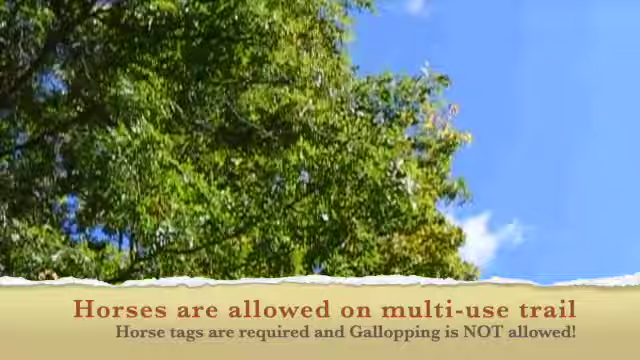 Horses are allowed on multi-use trail
Horse tags are required and Gallopping is NOT allowed!